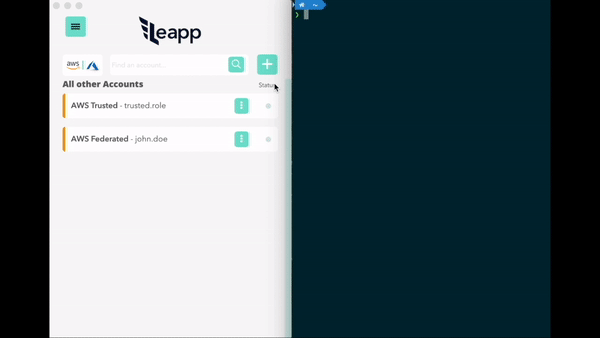 Leapp
aws | Find an account...
All other Accounts Status
AWS Trusted - trusted.role
AWS Federated - john.doe
~